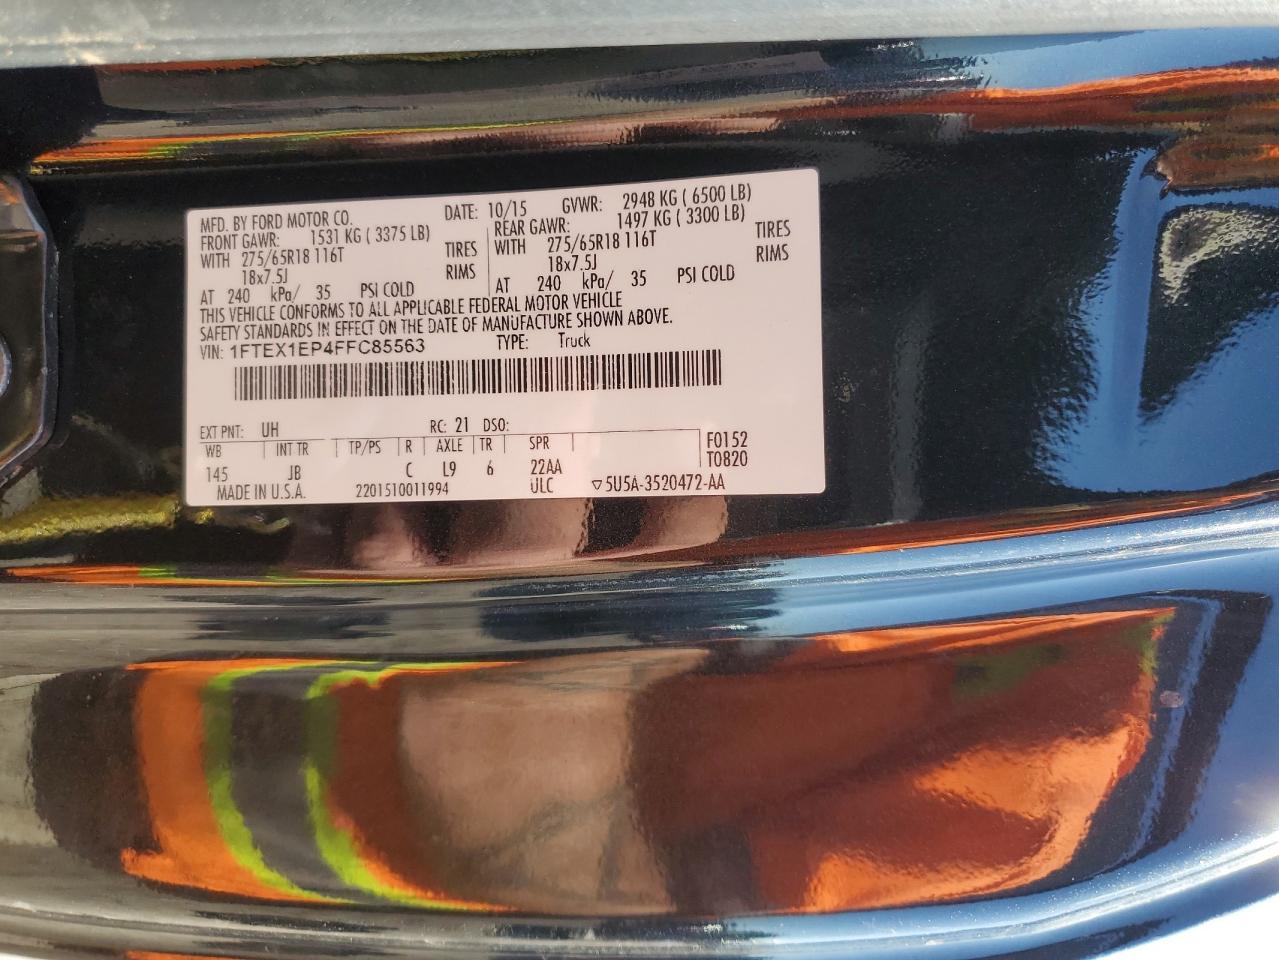 MFD. BY FORD MOTOR CO. DATE: 10/15 GVWR: 2948 KG ( 6500 LB)
FRONT GAWR: 1531 KG ( 3375 LB) REAR GAWR: 1497 KG ( 3300 LB)
WITH 275/65R18 116T TIRES WITH 275/65R18 116T TIRES
18x7.5J RIMS 18x7.5J RIMS
AT 240 kPa/ 35 PSI COLD AT 240 kPa/ 35 PSI COLD
THIS VEHICLE CONFORMS TO ALL APPLICABLE FEDERAL MOTOR VEHICLE
SAFETY STANDARDS IN EFFECT ON THE DATE OF MANUFACTURE SHOWN ABOVE.
VIN: 1FTEX1EP4FFC85563 TYPE: Truck
EXT PNT: UH RC: 21 DSO:
WB INT TR TP/PS R AXLE TR SPR F0152
145 JB C L9 6 22AA T0820
MADE IN U.S.A. 2201510011994 ULC ▽5U5A-3520472-AA